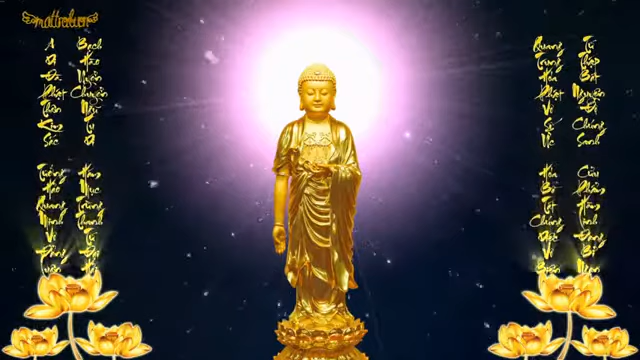 A Di Đà Phật Thân Kim Sắc
Tướng Hảo Quang Minh Vô Đẳng Luân
Bạch Hào Uyển Chuyển Ngũ Tu Di
Hám Mục Trừng Thanh Tứ Đại Hải
Quang Trung Hóa Phật Vô Số Ức
Hóa Bồ Tát Chúng Diệc Vô Biên
Tứ Thập Bát Nguyện Độ Chúng Sanh
Cửu Phẩm Hàm Linh Đăng Bỉ Ngạn